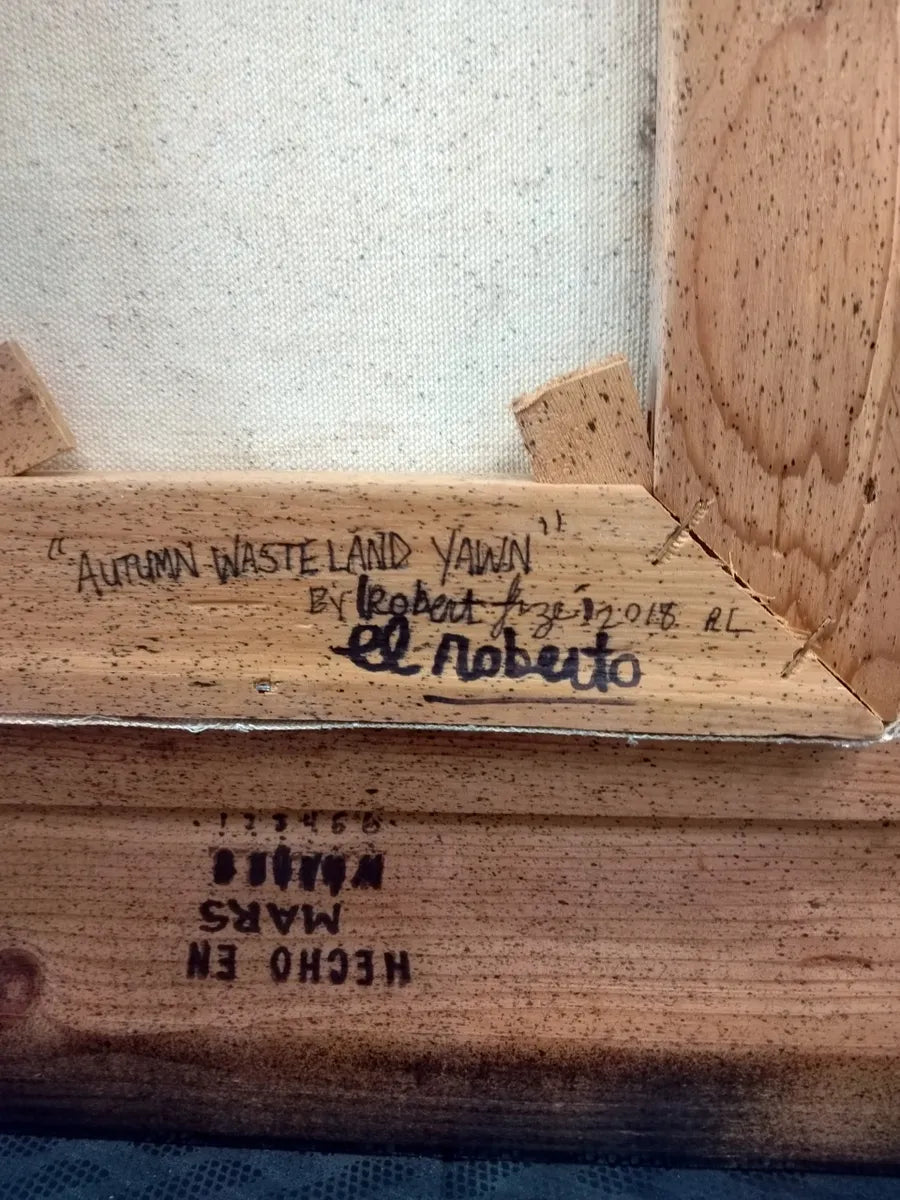 "AUTUMN WASTELAND YAWN"
BY Robert 2018 RL
el roberto
HECHO EN
MARS